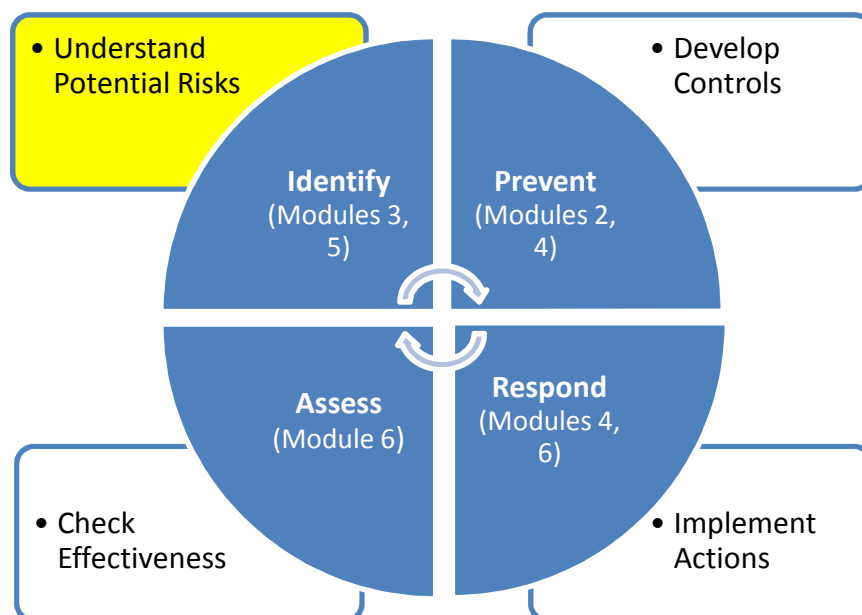 • Understand
Potential Risks
• Develop
Controls
Identify
(Modules 3,
5)
Prevent
(Modules 2,
4)
Assess
(Module 6)
Respond
(Modules 4,
6)
• Check
Effectiveness
• Implement
Actions